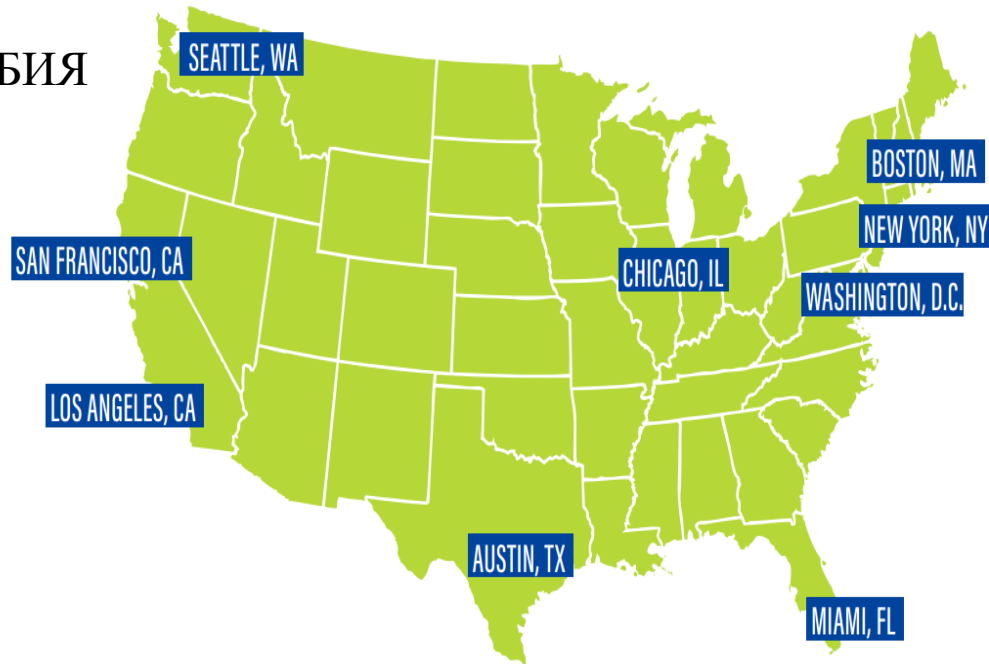 SEATTLE, WA
БИЯ
BOSTON, MA
NEW YORK, NY
SAN FRANCISCO, CA
CHICAGO, IL
WASHINGTON, D.C.
LOS ANGELES, CA
AUSTIN, TX
MIAMI, FL